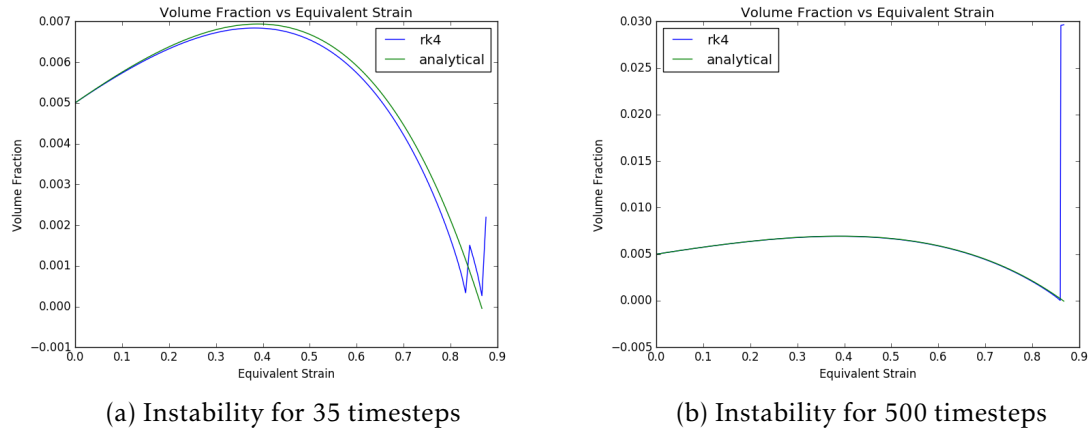 Volume Fraction vs Equivalent Strain
0.007
0.006
0.005
0.004
0.003
0.002
0.001
0.000
−0.001
Volume Fraction
rk4
analytical
0.0 0.1 0.2 0.3 0.4 0.5 0.6 0.7 0.8 0.9
Equivalent Strain
(a) Instability for 35 timesteps
Volume Fraction vs Equivalent Strain
0.030
0.025
0.020
0.015
0.010
0.005
0.000
−0.005
Volume Fraction
rk4
analytical
0.0 0.1 0.2 0.3 0.4 0.5 0.6 0.7 0.8 0.9
Equivalent Strain
(b) Instability for 500 timesteps